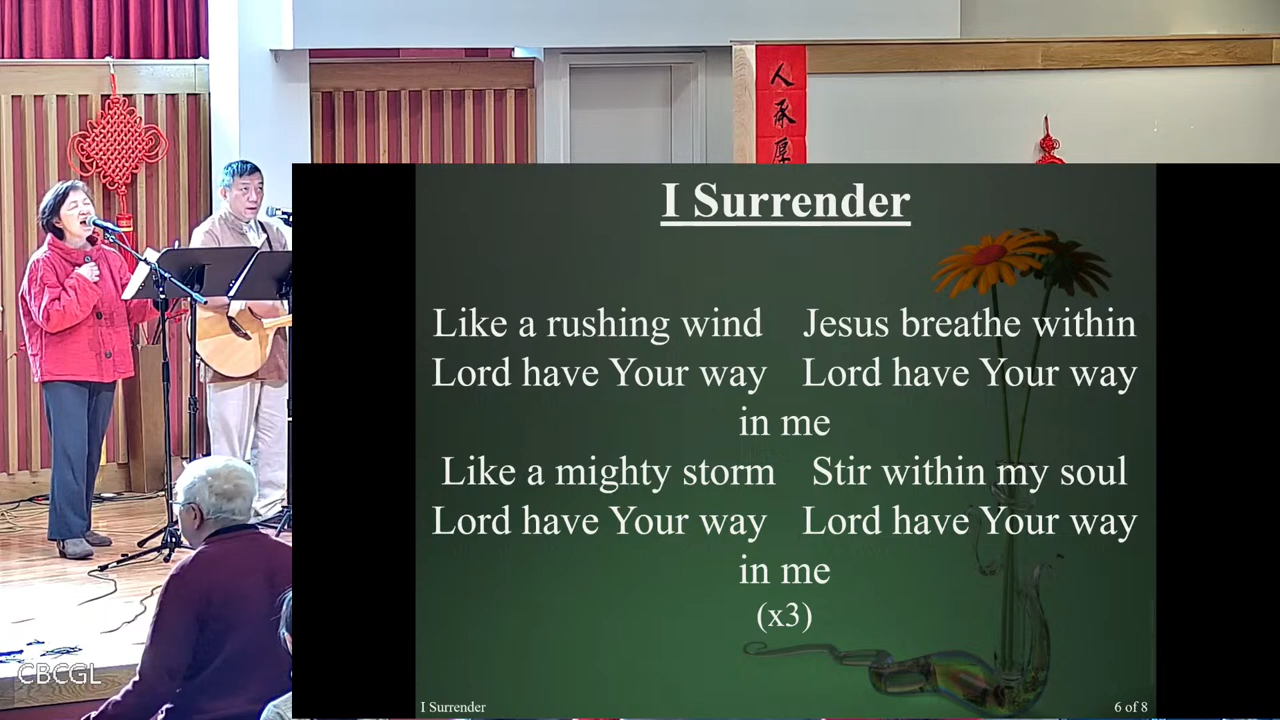 人
承
厚
I Surrender
Like a rushing wind Jesus breathe within
Lord have Your way Lord have Your way
in me
Like a mighty storm Stir within my soul
Lord have Your way Lord have Your way
in me
(x3)
I Surrender 6 of 8
CBCGL